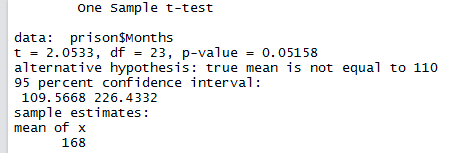 One Sample t-test
data: prison$Months
t = 2.0533, df = 23, p-value = 0.05158
alternative hypothesis: true mean is not equal to 110
95 percent confidence interval:
109.5668 226.4332
sample estimates:
mean of x
168